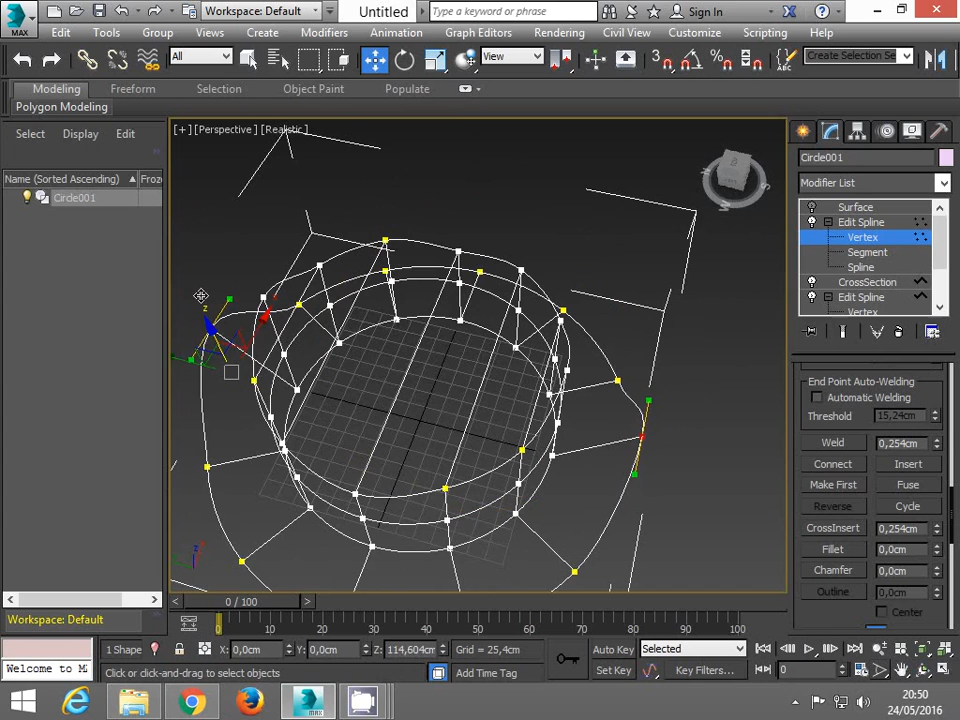 MAX
Workspace: Default
Untitled
Type a keyword or phrase
Sign In
Edit
Tools
Group
Views
Create
Modifiers
Animation
Graph Editors
Rendering
Civil View
Customize
Scripting
Help
All
View
Create Selection Se
Modeling
Freeform
Selection
Object Paint
Populate
Polygon Modeling
Select
Display
Edit
[+] [Perspective] [Realistic]
Circle001
Name (Sorted Ascending)
Froze
Modifier List
Circle001
Surface
Edit Spline
Vertex
Segment
Spline
CrossSection
Edit Spline
Vertex
End Point Auto-Welding
Automatic Welding
Threshold
15,24cm
Weld
0,254cm
Connect
Insert
Make First
Fuse
Reverse
Cycle
CrossInsert
0,254cm
Fillet
0,0cm
Chamfer
0,0cm
Outline
0,0cm
Center
Workspace: Default
0 / 100
0
10
20
30
40
50
60
70
80
90
100
1 Shape
X:
0,0cm
Y:
0,0cm
Z:
114,604cm
Grid = 25,4cm
Auto Key
Selected
Welcome to M
Click or click-and-drag to select objects
Add Time Tag
Set Key
Key Filters...
0
20:50
24/05/2016